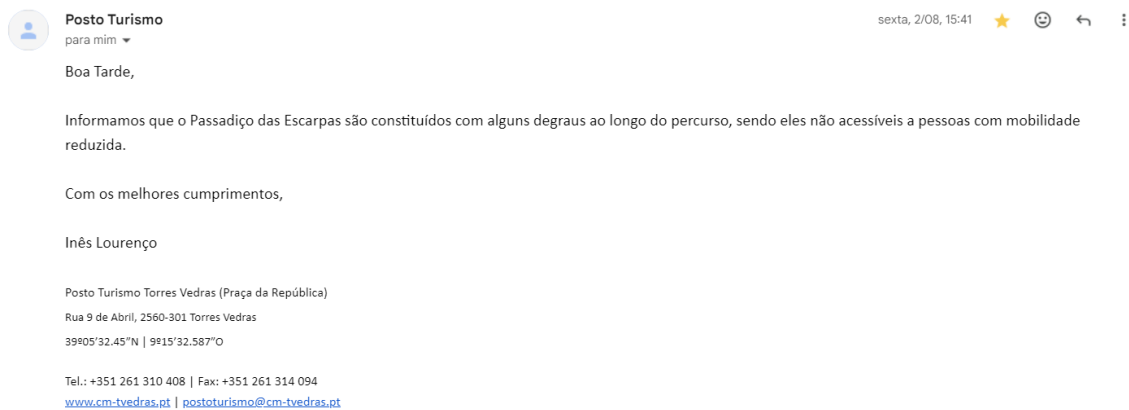 Posto Turismo
sexta, 2/08, 15:41
para mim
Boa Tarde,
Informamos que o Passadiço das Escarpas são constituídos com alguns degraus ao longo do percurso, sendo eles não acessíveis a pessoas com mobilidade
reduzida.
Com os melhores cumprimentos,
Inês Lourenço
Posto Turismo Torres Vedras (Praça da República)
Rua 9 de Abril, 2560-301 Torres Vedras
39º05’32.45”N | 9º15’32.587”O
Tel.: +351 261 310 408 | Fax: +351 261 314 094
www.cm-tvedras.pt | postoturismo@cm-tvedras.pt